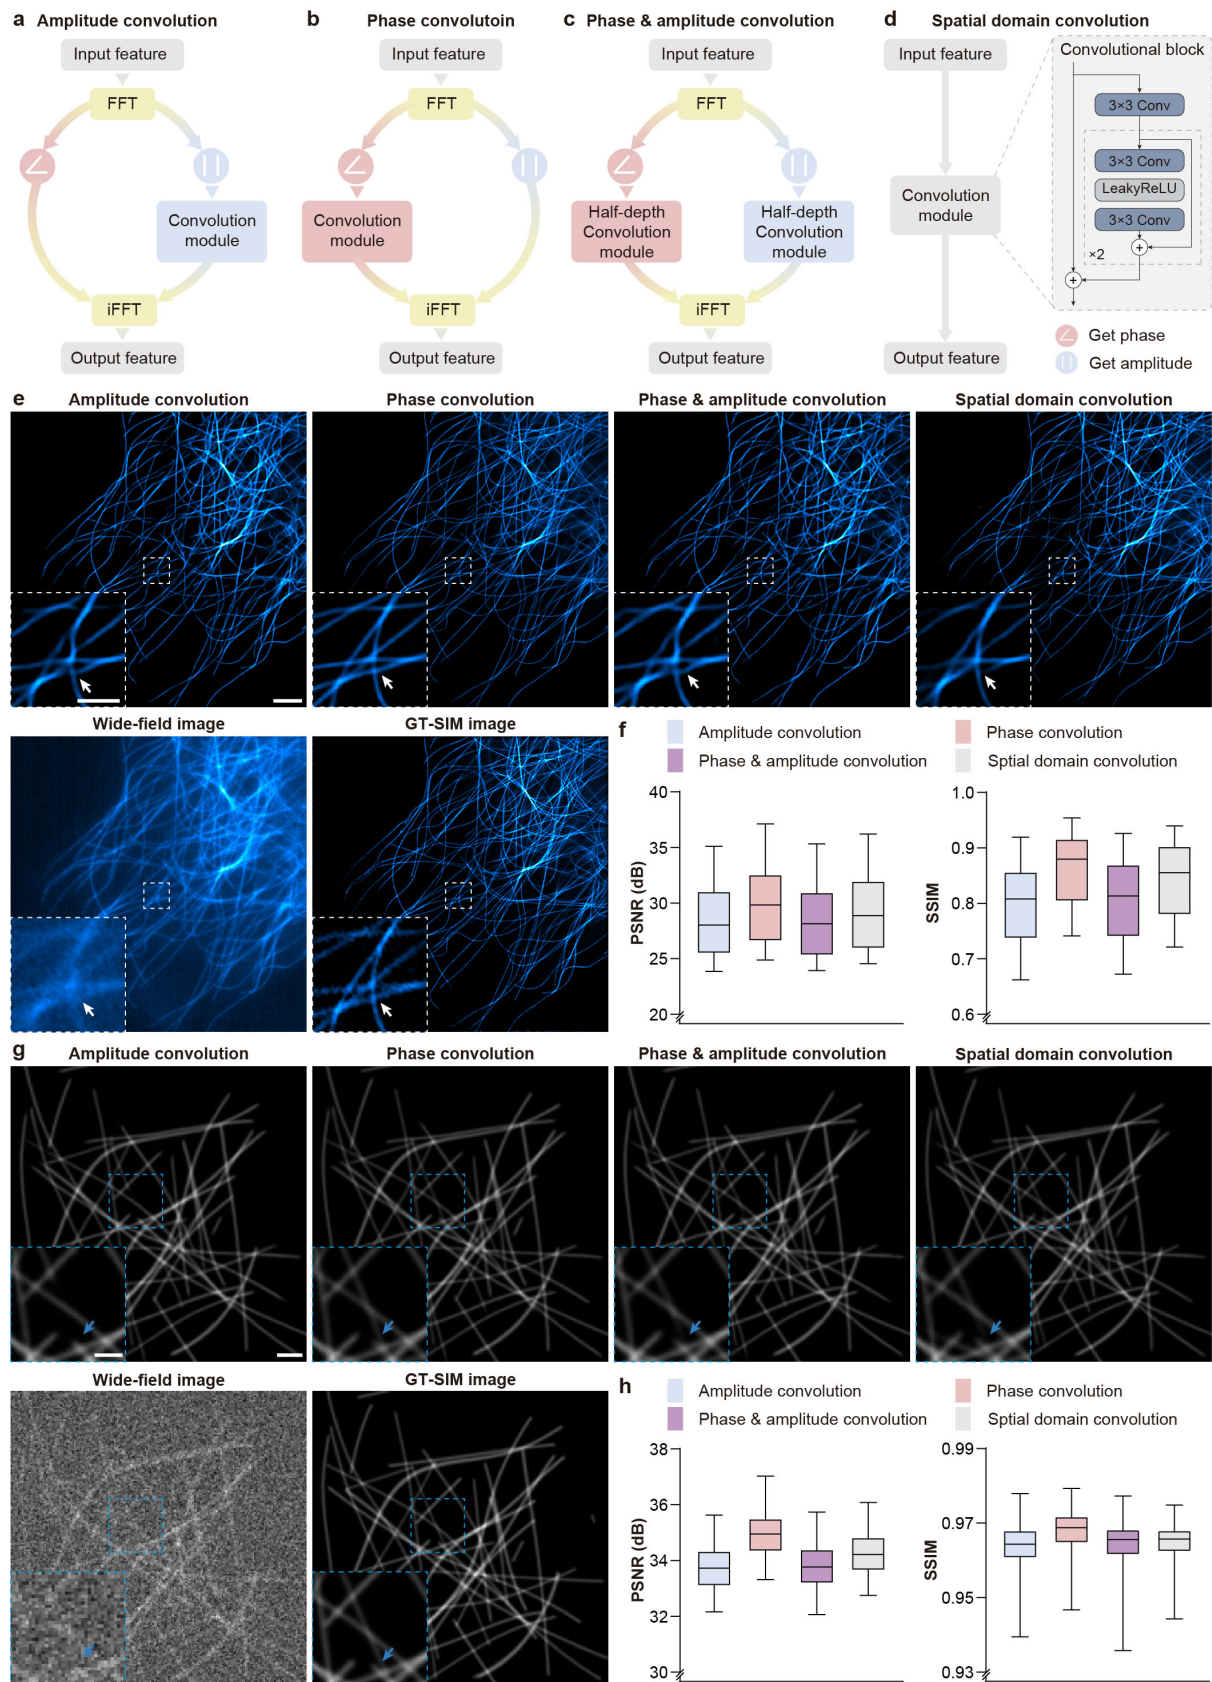 a Amplitude convolution
Input feature
FFT
Convolution
module
iFFT
Output feature
b Phase convolutoin
Input feature
FFT
Convolution
module
iFFT
Output feature
c Phase & amplitude convolution
Input feature
FFT
Half-depth
Convolution
module
Half-depth
Convolution
module
iFFT
Output feature
d Spatial domain convolution
Input feature
Convolution
module
Output feature
Convolutional block
3×3 Conv
3×3 Conv
LeakyReLU
3×3 Conv
+
×2
+
Get phase
Get amplitude
e Amplitude convolution
Phase convolution
Phase & amplitude convolution
Spatial domain convolution
Wide-field image
GT-SIM image
f
Amplitude convolution
Phase convolution
Phase & amplitude convolution
Sptial domain convolution
PSNR (dB)
40
35
30
25
20
SSIM
1.0
0.9
0.8
0.7
0.6
g Amplitude convolution
Phase convolution
Phase & amplitude convolution
Spatial domain convolution
Wide-field image
GT-SIM image
h
Amplitude convolution
Phase convolution
Phase & amplitude convolution
Sptial domain convolution
PSNR (dB)
38
36
34
32
30
SSIM
0.99
0.97
0.95
0.93